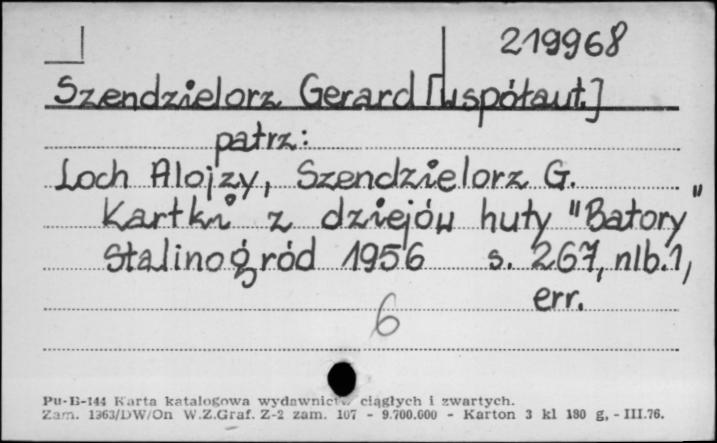 219968
Szendzielorz Gerard [współaut.]
patrz:
Loch Alojzy, Szendzielorz G.
Kartki z dziejów huty "Batory"
Stalinogród 1956 s. 267, nlb.1,
err.
6
Pu-B-144 Karta katalogowa wydawnictw ciągłych i zwartych.
Zam. 1363/DW/On W.Z.Graf. Z-2 zam. 107 - 9.700.000 - Karton 3 kl 180 g, - III.76.